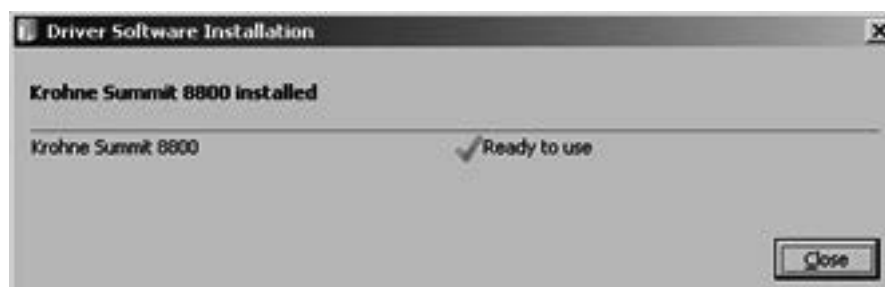 Driver Software Installation
Krohne Summit 8800 installed
Krohne Summit 8800 Ready to use
Close